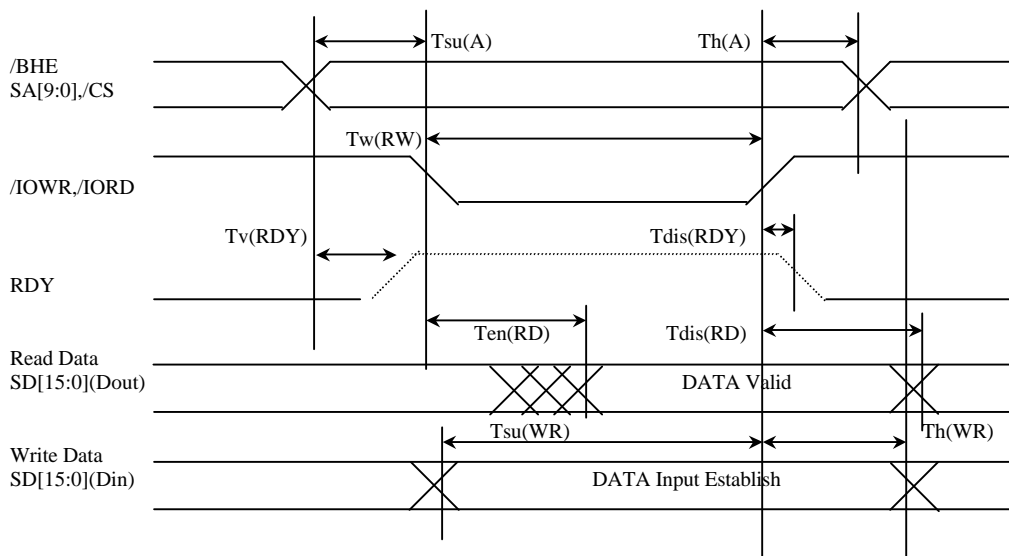 Tsu(A)
Th(A)
/BHE
SA[9:0],/CS
Tw(RW)
/IOWR,/IORD
Tv(RDY)
Tdis(RDY)
RDY
Ten(RD)
Tdis(RD)
Read Data
SD[15:0](Dout)
DATA Valid
Tsu(WR)
Th(WR)
Write Data
SD[15:0](Din)
DATA Input Establish